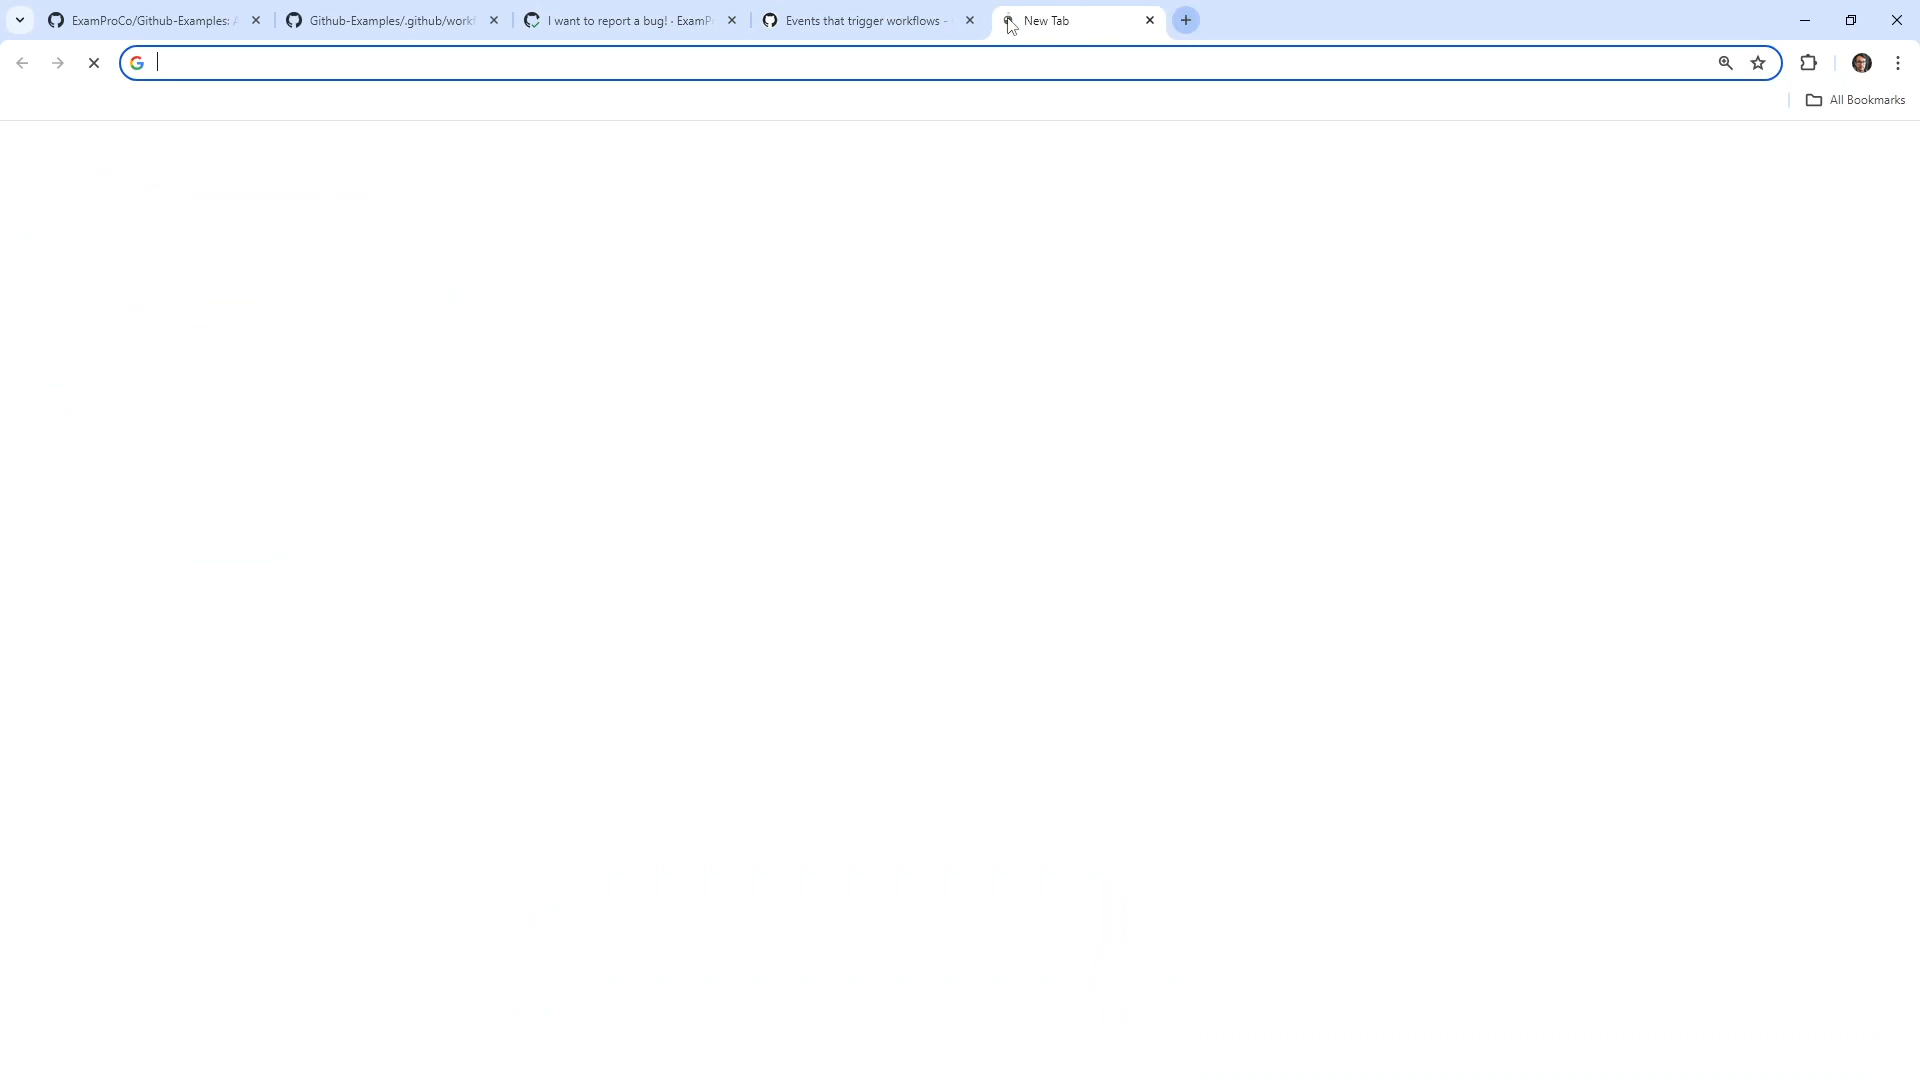 ExamProCo/Github-Examples:
Github-Examples/.github/work
I want to report a bug! · ExamP
Events that trigger workflows -
New Tab
All Bookmarks